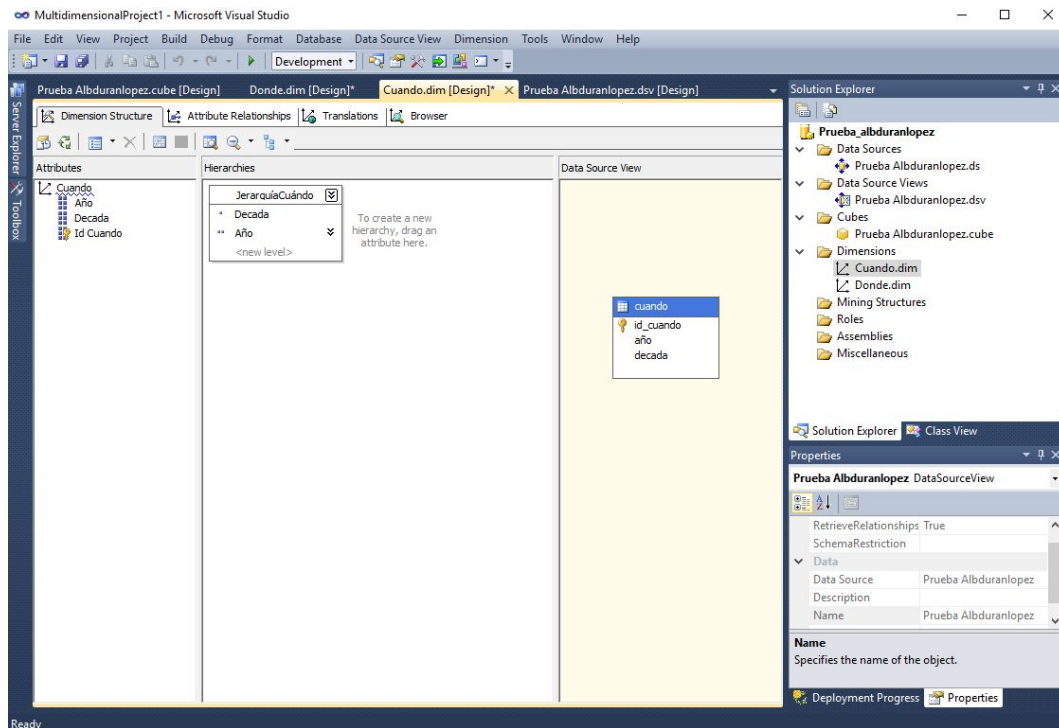 MultidimensionalProject1 - Microsoft Visual Studio
File Edit View Project Build Debug Format Database Data Source View Dimension Tools Window Help
Development
Server Explorer
Toolbox
Prueba Albduranlopez.cube [Design] Donde.dim [Design]* Cuando.dim [Design]* Prueba Albduranlopez.dsv [Design]
Dimension Structure Attribute Relationships Translations Browser
Attributes
Cuando
Año
Decada
Id Cuando
Hierarchies
JerarquíaCuándo
Decada
Año
<new level>
To create a new
hierarchy, drag an
attribute here.
Data Source View
cuando
id_cuando
año
decada
Solution Explorer
Prueba_albduranlopez
Data Sources
Prueba Albduranlopez.ds
Data Source Views
Prueba Albduranlopez.dsv
Cubes
Prueba Albduranlopez.cube
Dimensions
Cuando.dim
Donde.dim
Mining Structures
Roles
Assemblies
Miscellaneous
Solution Explorer Class View
Properties
Prueba Albduranlopez DataSourceView
RetrieveRelationships True
SchemaRestriction
Data
Data Source Prueba Albduranlopez
Description
Name Prueba Albduranlopez
Name
Specifies the name of the object.
Deployment Progress Properties
Ready